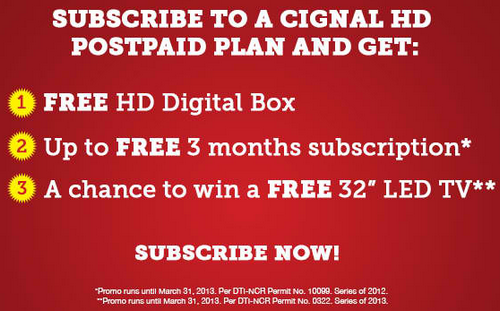 SUBSCRIBE TO A CIGNAL HD
POSTPAID PLAN AND GET:
1 FREE HD Digital Box
2 Up to FREE 3 months subscription*
3 A chance to win a FREE 32" LED TV**
SUBSCRIBE NOW!
*Promo runs until March 31, 2013. Per DTI-NCR Permit No. 10099. Series of 2012.
**Promo runs until March 31, 2013. Per DTI-NCR Permit No. 0322. Series of 2013.